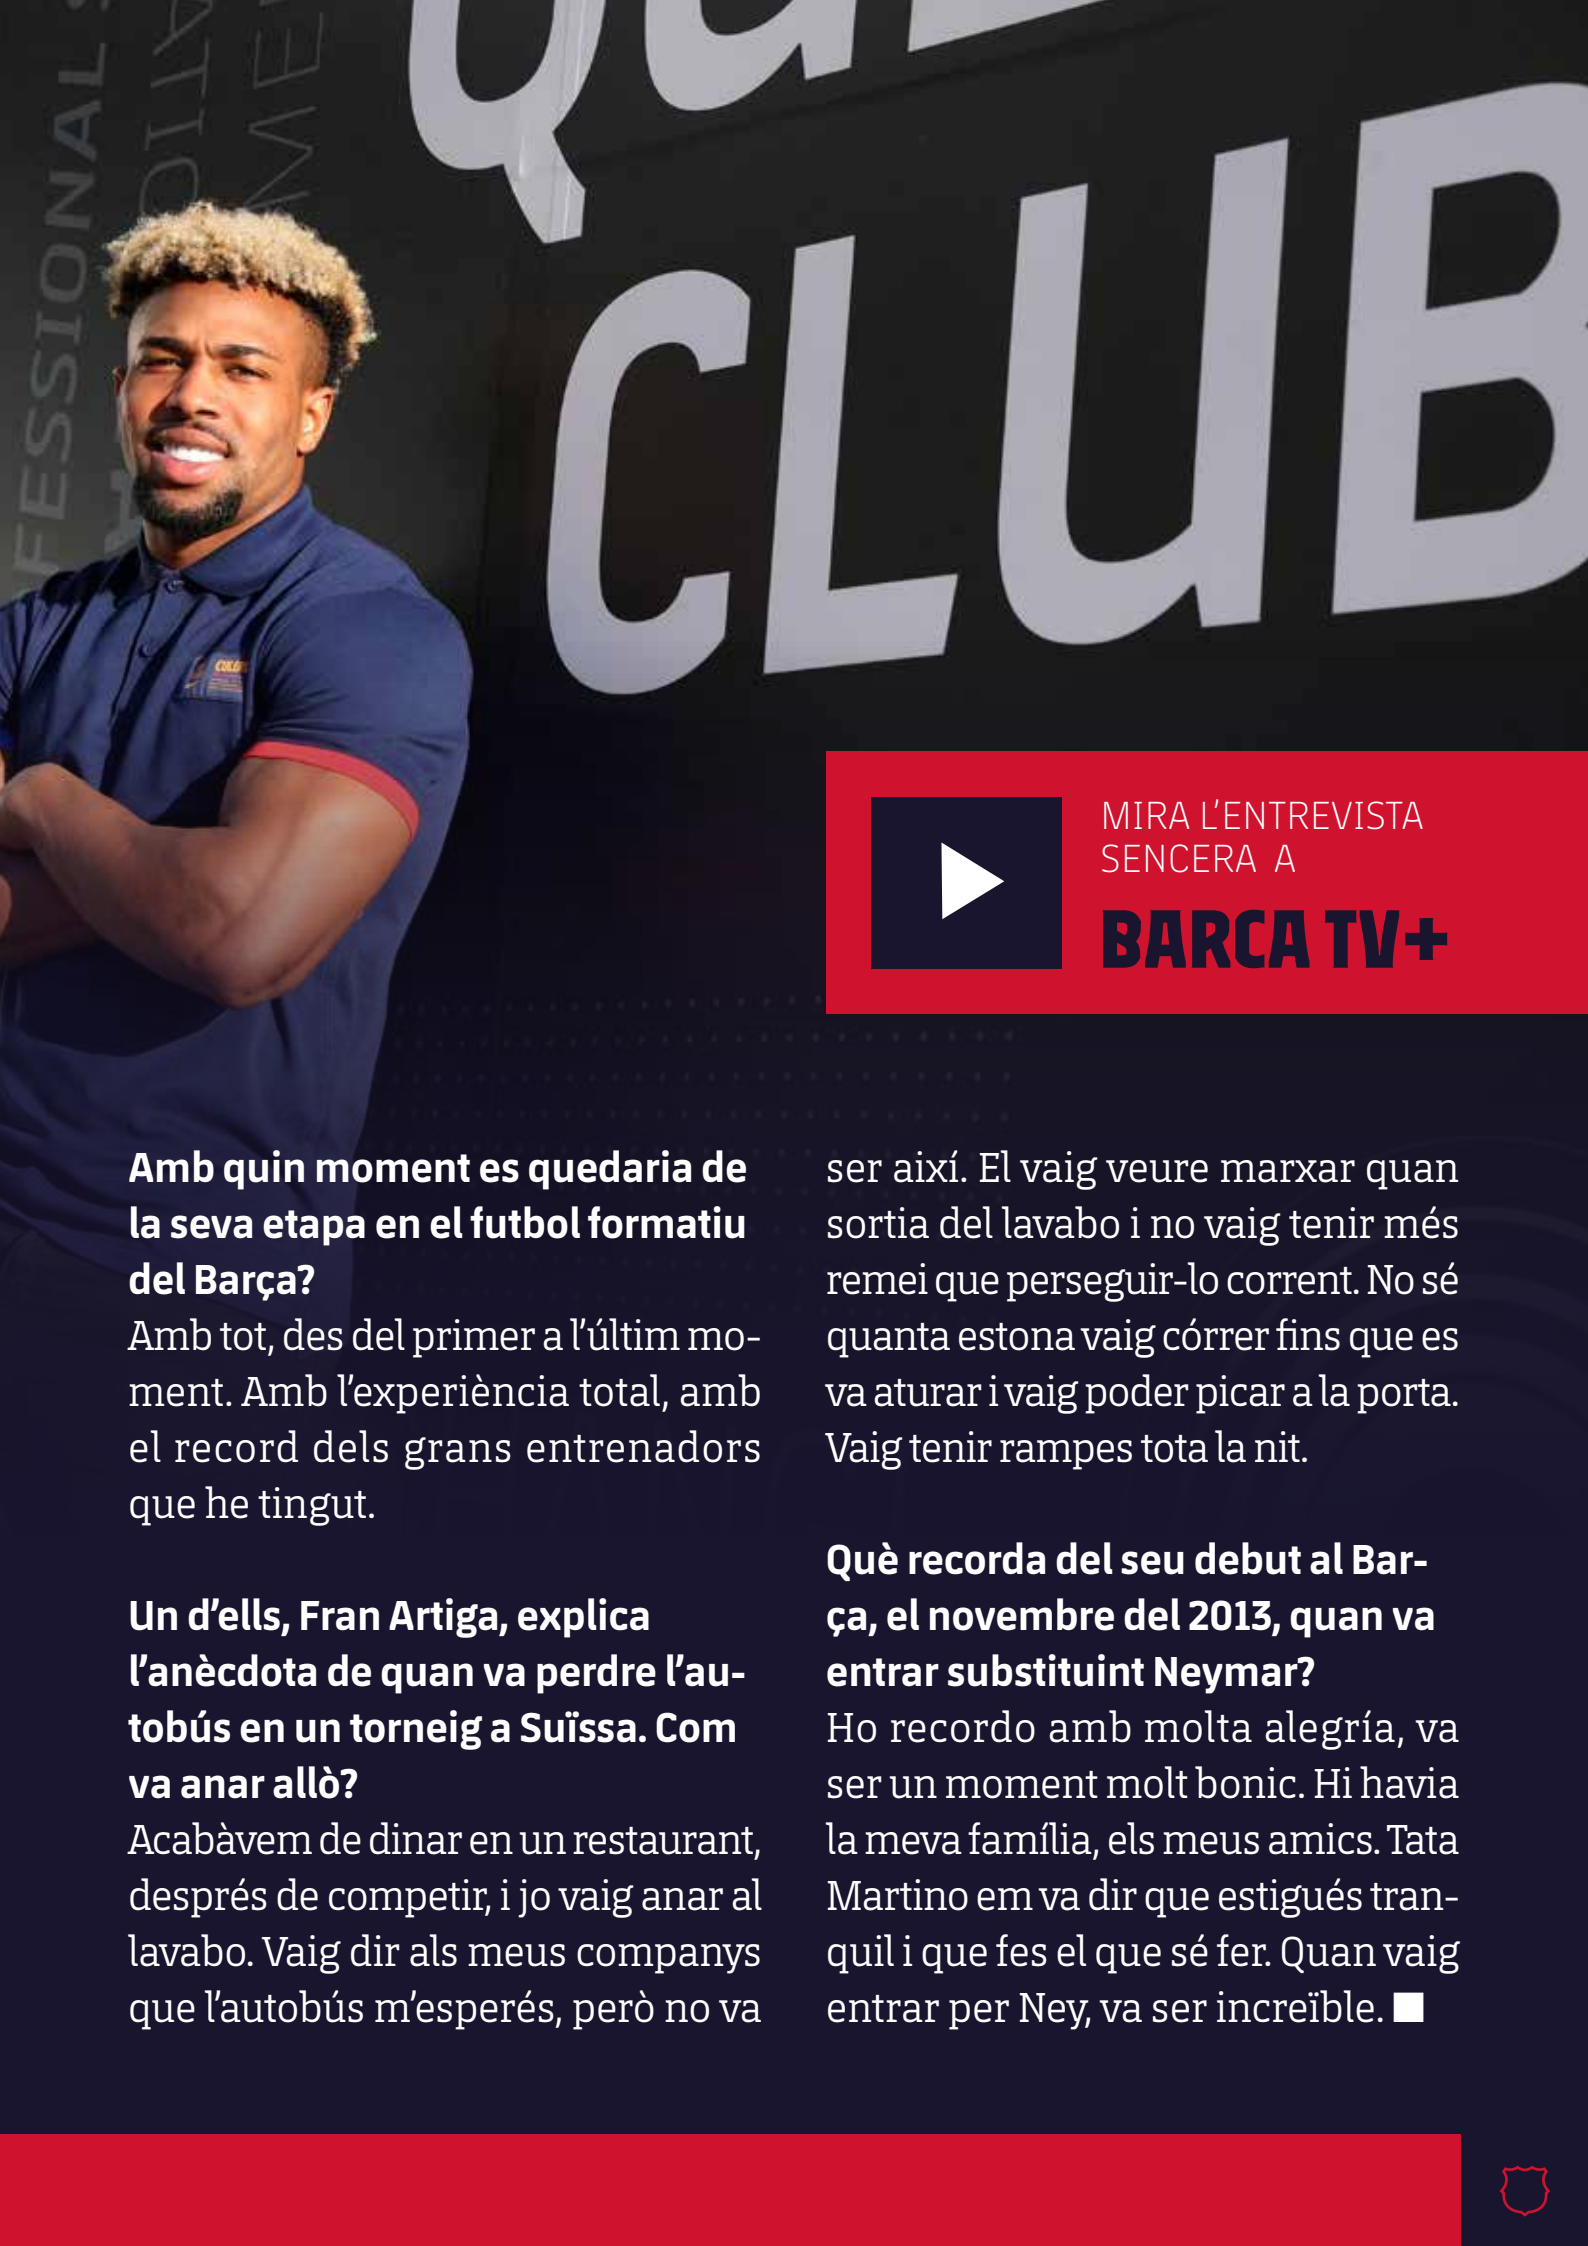 CLUB
MIRA L'ENTREVISTA
SENCERA A
BARCA TV+
Amb quin moment es quedaria de
la seva etapa en el futbol formatiu
del Barça?
Amb tot, des del primer a l'últim mo-
ment. Amb l'experiència total, amb
el record dels grans entrenadors
que he tingut.
Un d'ells, Fran Artiga, explica
l'anècdota de quan va perdre l'au-
tobús en un torneig a Suïssa. Com
va anar allò?
Acabàvem de dinar en un restaurant,
després de competir, i jo vaig anar al
lavabo. Vaig dir als meus companys
que l'autobús m'esperés, però no va
ser així. El vaig veure marxar quan
sortia del lavabo i no vaig tenir més
remei que perseguir-lo corrent. No sé
quanta estona vaig córrer fins que es
va aturar i vaig poder picar a la porta.
Vaig tenir rampes tota la nit.
Què recorda del seu debut al Bar-
ça, el novembre del 2013, quan va
entrar substituint Neymar?
Ho recordo amb molta alegría, va
ser un moment molt bonic. Hi havia
la meva família, els meus amics. Tata
Martino em va dir que estigués tran-
quil i que fes el que sé fer. Quan vaig
entrar per Ney, va ser increïble.